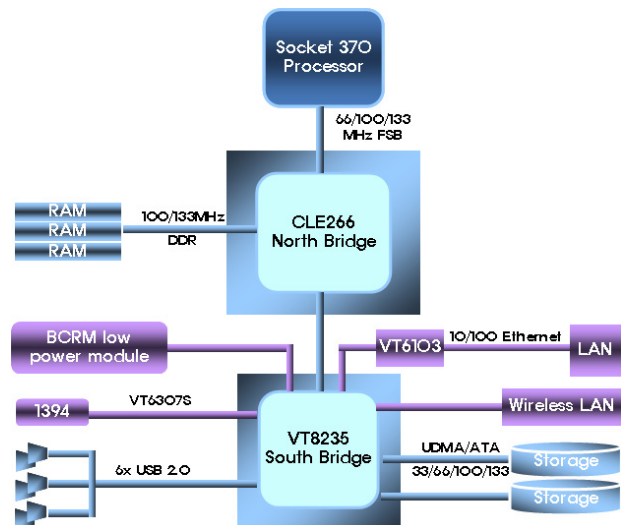 Socket 370
Processor
66/100/133
MHz FSB
RAM
RAM
RAM
100/133MHz
DDR
CLE266
North Bridge
BCRM low
power module
VT6103
10/100 Ethernet
LAN
1394
VT6307S
Wireless LAN
VT8235
South Bridge
6x USB 2.0
UDMA/ATA
33/66/100/133
Storage
Storage